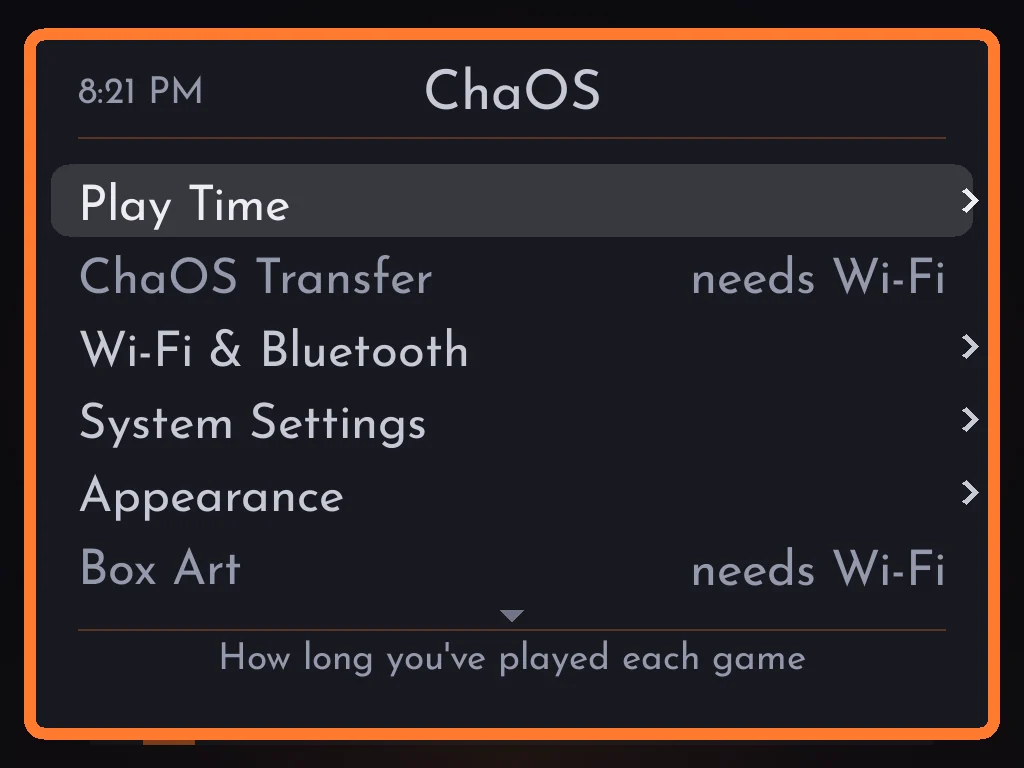 8:21 PM
ChaOS
Play Time
ChaOS Transfer needs Wi-Fi
Wi-Fi & Bluetooth
System Settings
Appearance
Box Art needs Wi-Fi
How long you've played each game